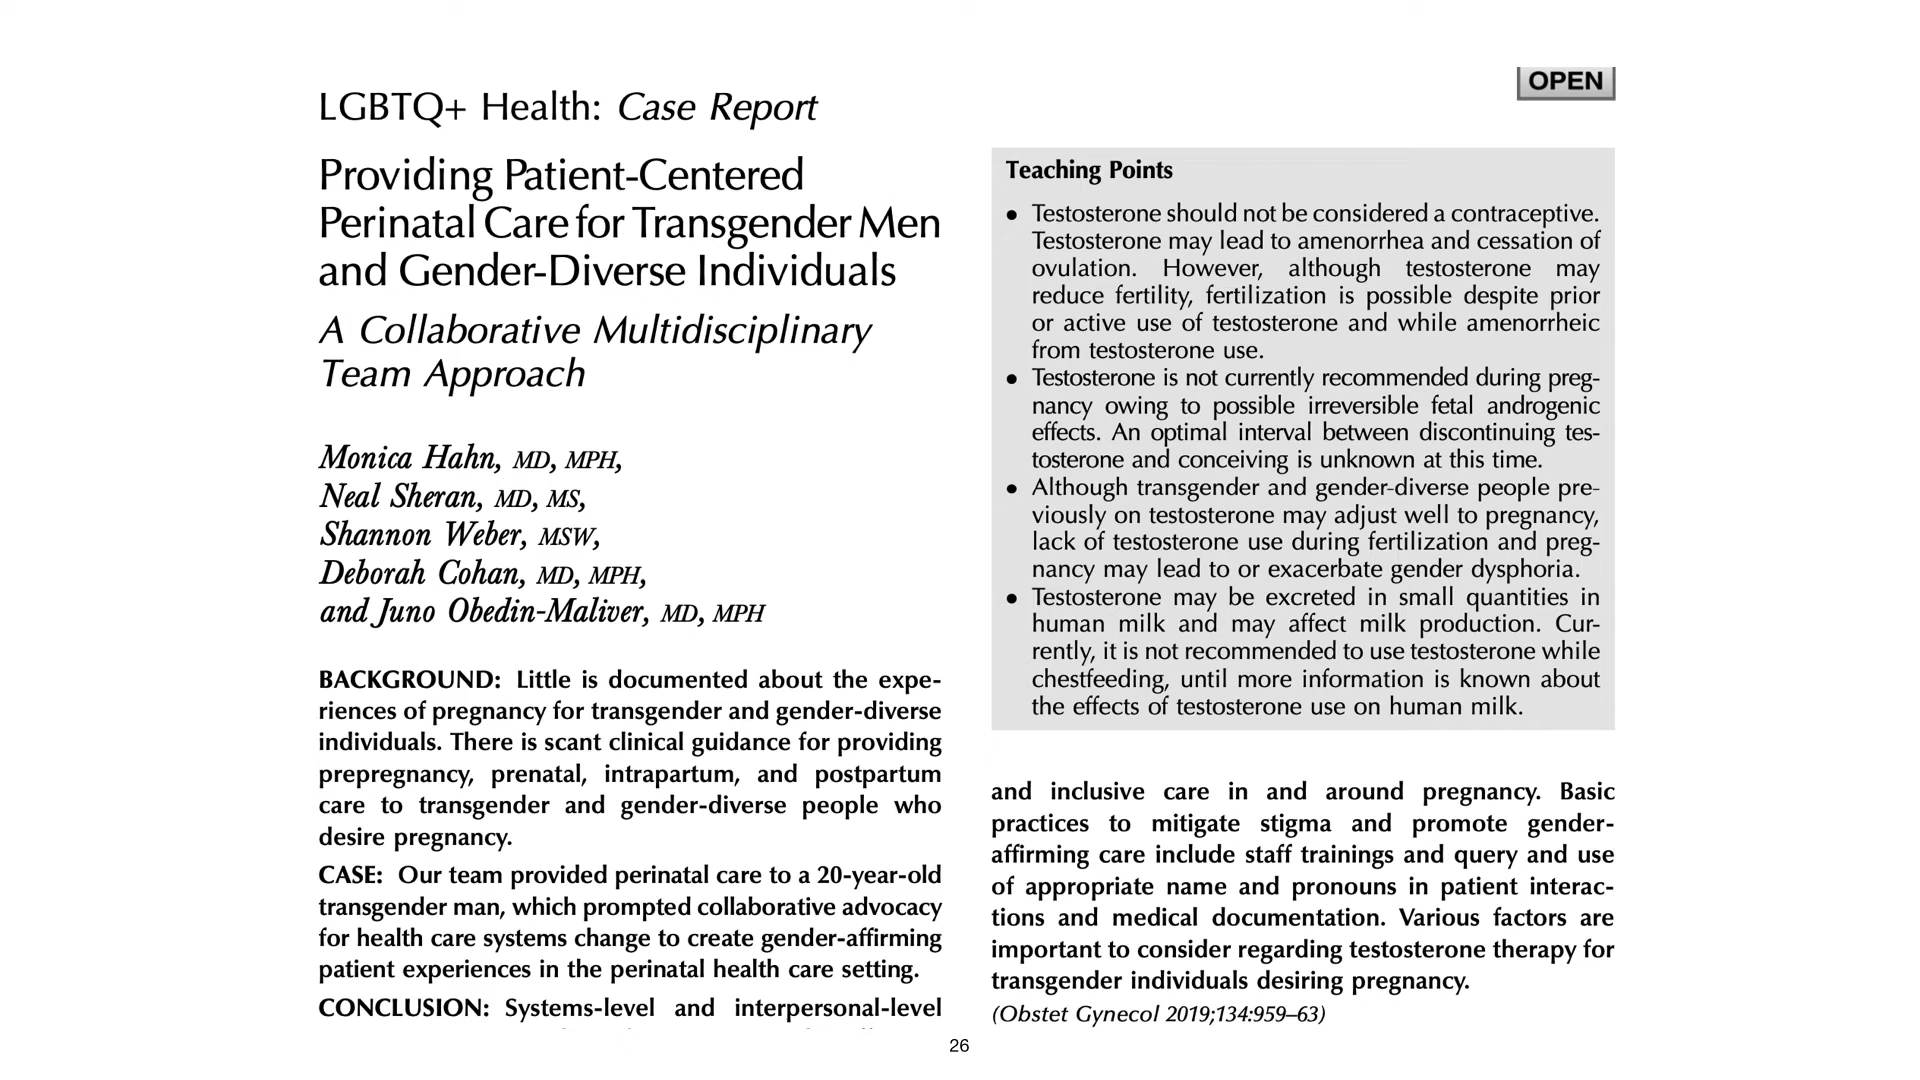 OPEN
LGBTQ+ Health: Case Report
Providing Patient-Centered
Perinatal Care for Transgender Men
and Gender-Diverse Individuals
A Collaborative Multidisciplinary
Team Approach
Monica Hahn, MD, MPH,
Neal Sheran, MD, MS,
Shannon Weber, MSW,
Deborah Cohan, MD, MPH,
and Juno Obedin-Maliver, MD, MPH
BACKGROUND: Little is documented about the expe-
riences of pregnancy for transgender and gender-diverse
individuals. There is scant clinical guidance for providing
prepregnancy, prenatal, intrapartum, and postpartum
care to transgender and gender-diverse people who
desire pregnancy.
CASE: Our team provided perinatal care to a 20-year-old
transgender man, which prompted collaborative advocacy
for health care systems change to create gender-affirming
patient experiences in the perinatal health care setting.
CONCLUSION: Systems-level and interpersonal-level
Teaching Points
• Testosterone should not be considered a contraceptive.
Testosterone may lead to amenorrhea and cessation of
ovulation. However, although testosterone may
reduce fertility, fertilization is possible despite prior
or active use of testosterone and while amenorrheic
from testosterone use.
• Testosterone is not currently recommended during preg-
nancy owing to possible irreversible fetal androgenic
effects. An optimal interval between discontinuing tes-
tosterone and conceiving is unknown at this time.
• Although transgender and gender-diverse people pre-
viously on testosterone may adjust well to pregnancy,
lack of testosterone use during fertilization and preg-
nancy may lead to or exacerbate gender dysphoria.
• Testosterone may be excreted in small quantities in
human milk and may affect milk production. Cur-
rently, it is not recommended to use testosterone while
chestfeeding, until more information is known about
the effects of testosterone use on human milk.
and inclusive care in and around pregnancy. Basic
practices to mitigate stigma and promote gender-
affirming care include staff trainings and query and use
of appropriate name and pronouns in patient interac-
tions and medical documentation. Various factors are
important to consider regarding testosterone therapy for
transgender individuals desiring pregnancy.
(Obstet Gynecol 2019;134:959–63)
26